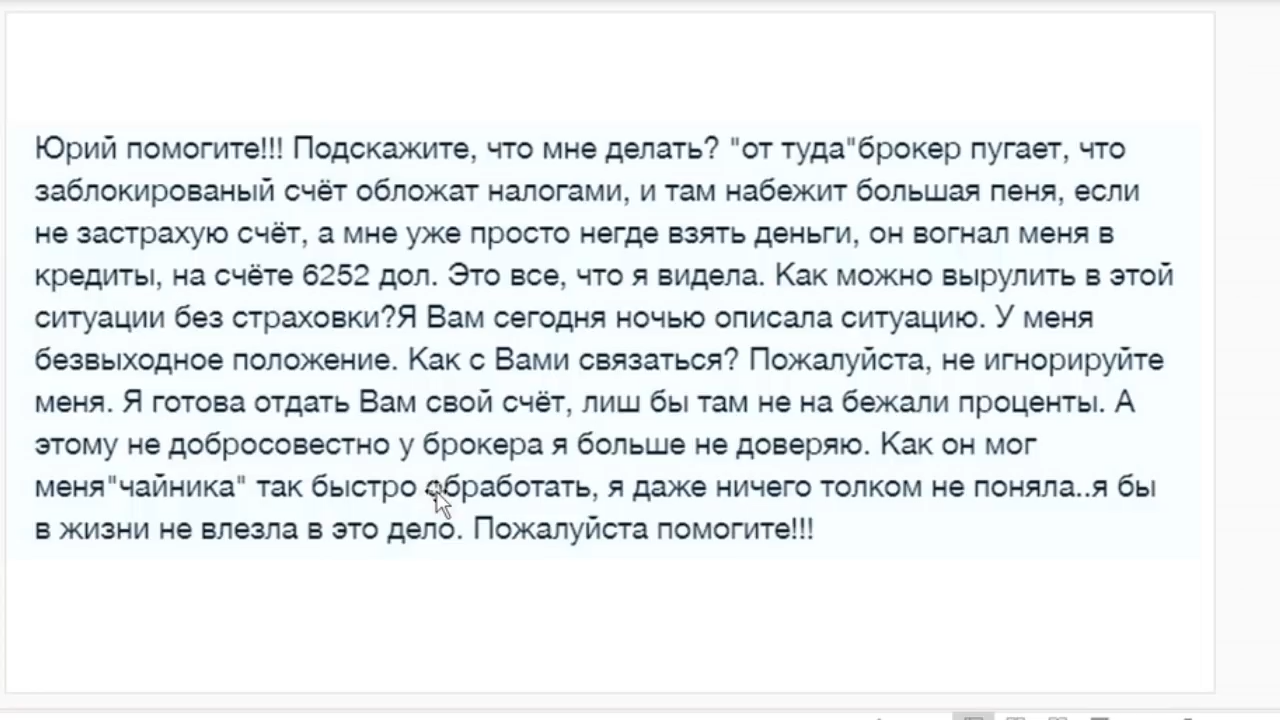 Юрий помогите!!! Подскажите, что мне делать? "от туда"брокер пугает, что
заблокированый счёт обложат налогами, и там набежит большая пеня, если
не застрахую счёт, а мне уже просто негде взять деньги, он вогнал меня в
кредиты, на счёте 6252 дол. Это все, что я видела. Как можно вырулить в этой
ситуации без страховки?Я Вам сегодня ночью описала ситуацию. У меня
безвыходное положение. Как с Вами связаться? Пожалуйста, не игнорируйте
меня. Я готова отдать Вам свой счёт, лиш бы там не на бежали проценты. А
этому не добросовестно у брокера я больше не доверяю. Как он мог
меня"чайника" так быстро обработать, я даже ничего толком не поняла..я бы
в жизни не влезла в это дело. Пожалуйста помогите!!!